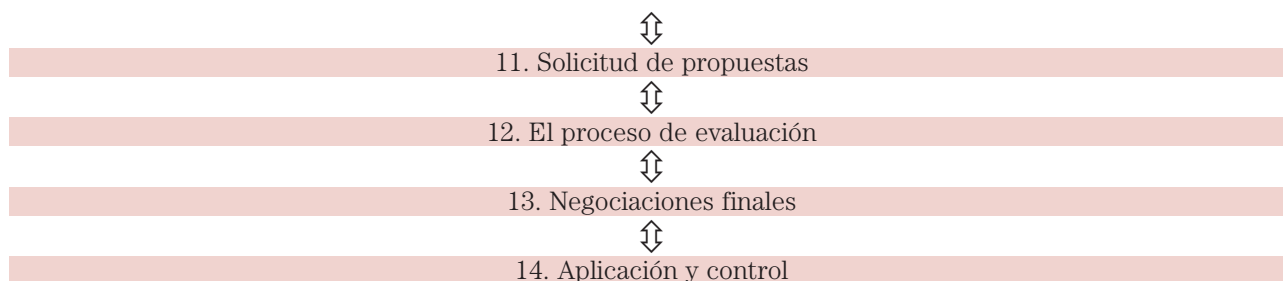 11. Solicitud de propuestas
12. El proceso de evaluación
13. Negociaciones finales
14. Aplicación y control